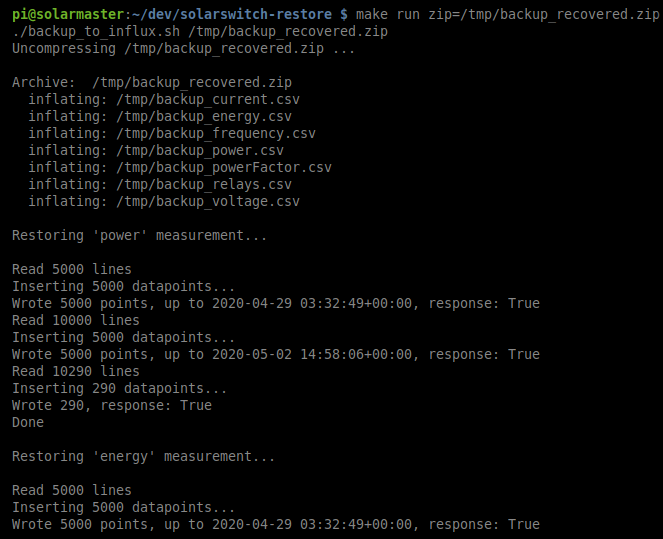 pi@solarmaster:~/dev/solarswitch-restore $ make run zip=/tmp/backup_recovered.zip
./backup_to_influx.sh /tmp/backup_recovered.zip
Uncompressing /tmp/backup_recovered.zip ...
Archive:  /tmp/backup_recovered.zip
  inflating: /tmp/backup_current.csv
  inflating: /tmp/backup_energy.csv
  inflating: /tmp/backup_frequency.csv
  inflating: /tmp/backup_power.csv
  inflating: /tmp/backup_powerFactor.csv
  inflating: /tmp/backup_relays.csv
  inflating: /tmp/backup_voltage.csv
Restoring 'power' measurement...
Read 5000 lines
Inserting 5000 datapoints...
Wrote 5000 points, up to 2020-04-29 03:32:49+00:00, response: True
Read 10000 lines
Inserting 5000 datapoints...
Wrote 5000 points, up to 2020-05-02 14:58:06+00:00, response: True
Read 10290 lines
Inserting 290 datapoints...
Wrote 290, response: True
Done
Restoring 'energy' measurement...
Read 5000 lines
Inserting 5000 datapoints...
Wrote 5000 points, up to 2020-04-29 03:32:49+00:00, response: True